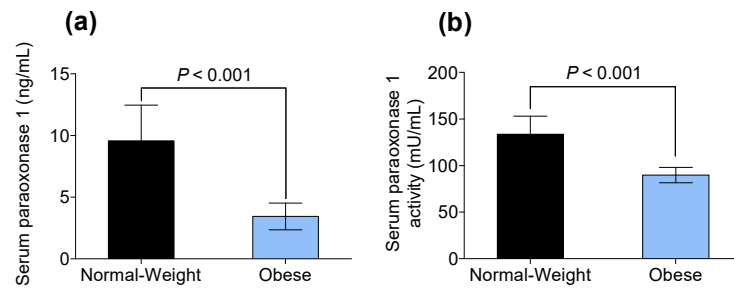 (a)
Serum paraoxonase 1 (ng/mL)
15
10
5
0
P < 0.001
Normal-Weight
Obese
(b)
Serum paraoxonase 1
activity (mU/mL)
200
150
100
50
0
P < 0.001
Normal-Weight
Obese